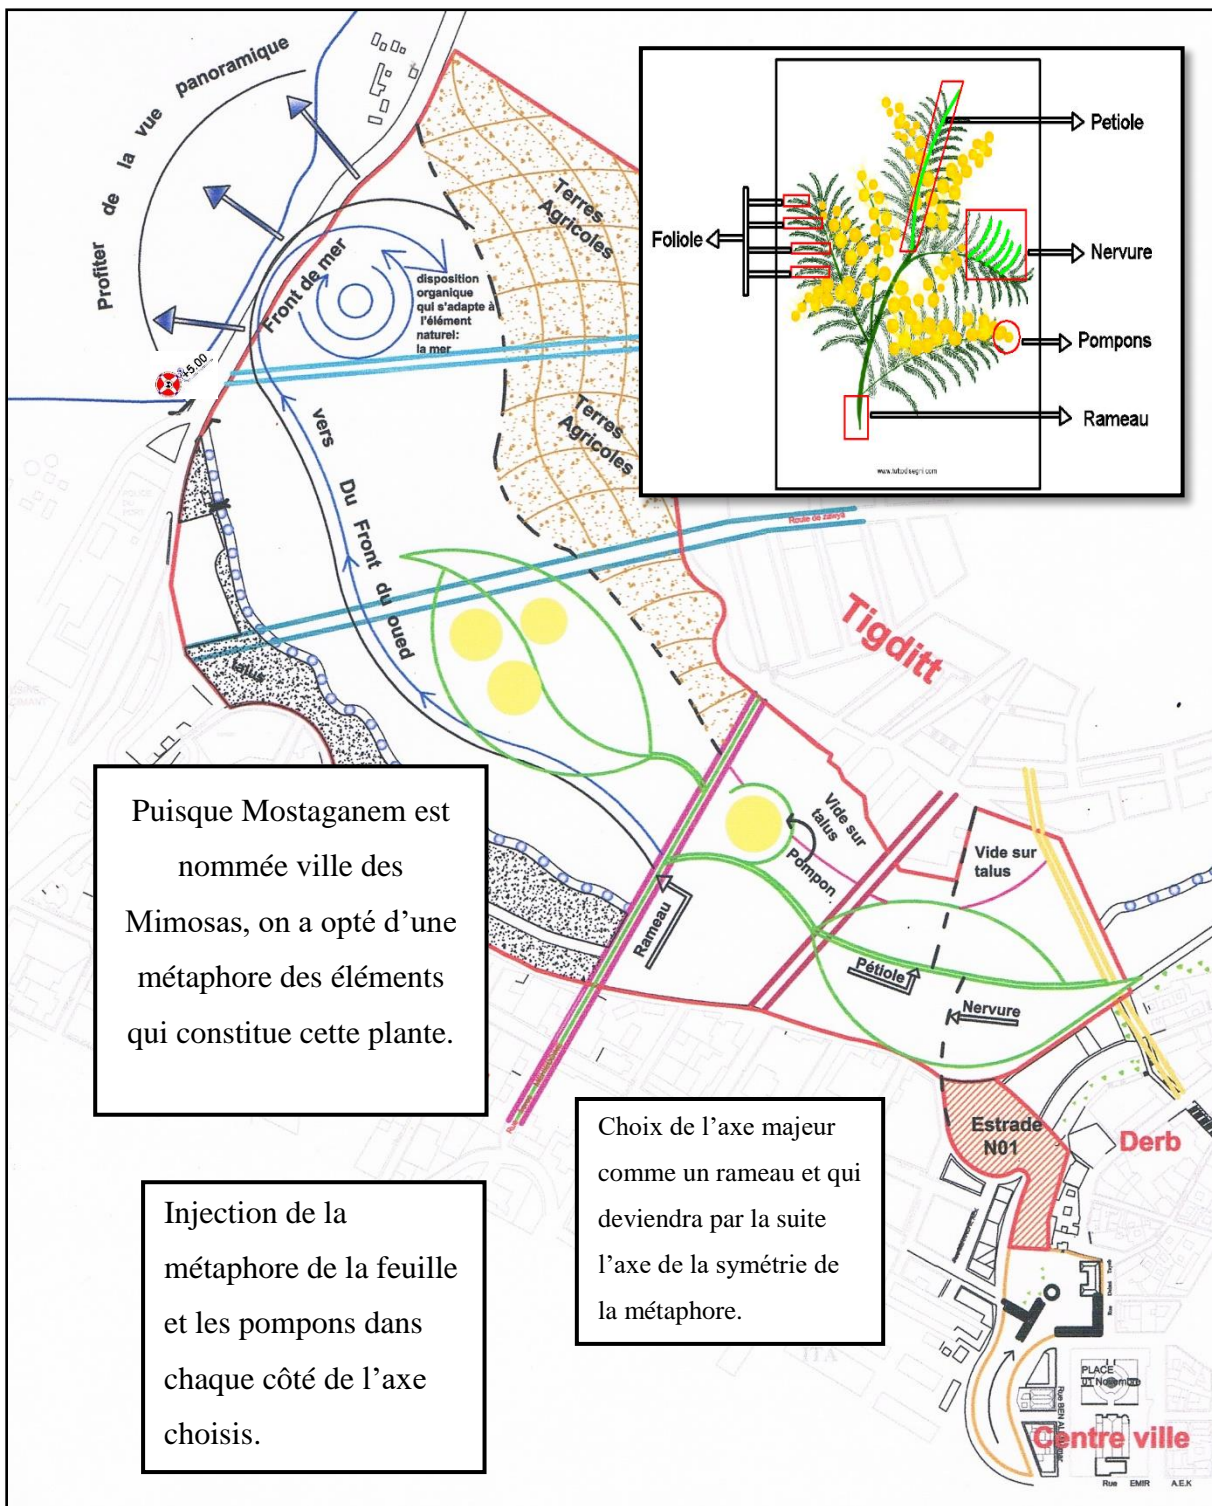 Profiter de la vue panoramique
Front de mer
disposition
organique
qui s'adapte à
l'élément
naturel:
la mer
+5.00
Terres
Agricoles
Terres
Agricoles
Petiole
Foliole
Nervure
Pompons
Rameau
www.tuttodisegni.com
Du Front du oued
vers
talus
Tigditt
Puisque Mostaganem est
nommée ville des
Mimosas, on a opté d'une
métaphore des éléments
qui constitue cette plante.
Vide sur
talus
Pompon
Vide sur
talus
Rameau
Pétiole
Nervure
Injection de la
métaphore de la feuille
et les pompons dans
chaque côté de l'axe
choisis.
Choix de l'axe majeur
comme un rameau et qui
deviendra par la suite
l'axe de la symétrie de
la métaphore.
Estrade
N01
Derb
PLACE
01 Novembre
Centre ville
Rue EMIR A.E.K